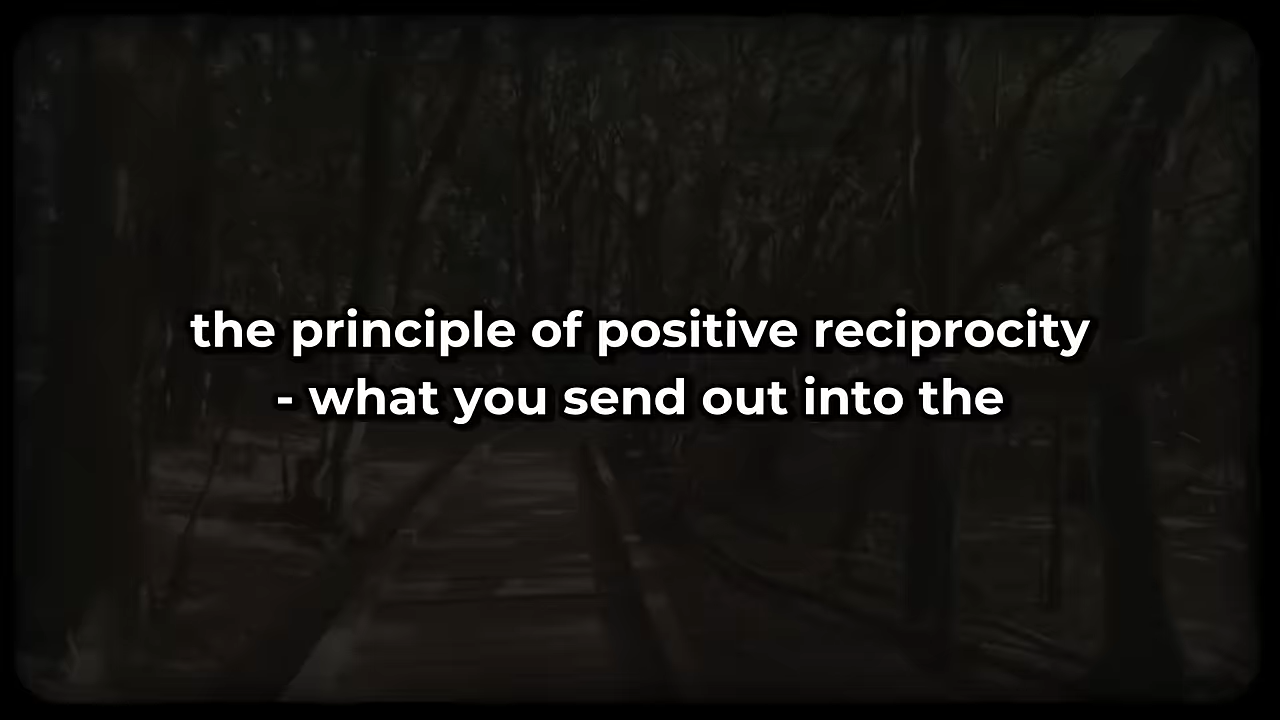 the principle of positive reciprocity
- what you send out into the